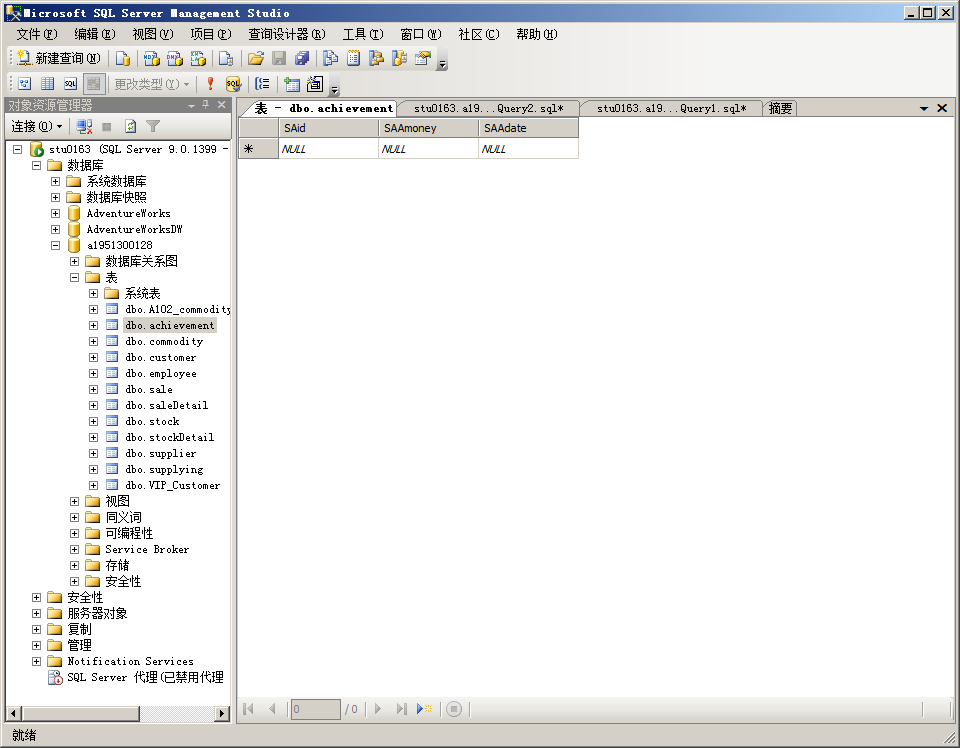 Microsoft SQL Server Management Studio
文件(F) 编辑(E) 视图(V) 项目(P) 查询设计器(R) 工具(T) 窗口(W) 社区(C) 帮助(H)
新建查询(N)
更改类型(Y)
对象资源管理器
连接(O)
stu0163 (SQL Server 9.0.1399 -
数据库
系统数据库
数据库快照
AdventureWorks
AdventureWorksDW
a1951300128
数据库关系图
表
系统表
dbo.A102_commodity
dbo.achievement
dbo.commodity
dbo.customer
dbo.employee
dbo.sale
dbo.saleDetail
dbo.stock
dbo.stockDetail
dbo.supplier
dbo.supplying
dbo.VIP_Customer
视图
同义词
可编程性
Service Broker
存储
安全性
安全性
服务器对象
复制
管理
Notification Services
SQL Server 代理(已禁用代理
表 - dbo.achievement stu0163.a19...Query2.sql* stu0163.a19...Query1.sql* 摘要
SAid SAAmoney SAAdate
NULL NULL NULL
0 / 0
就绪